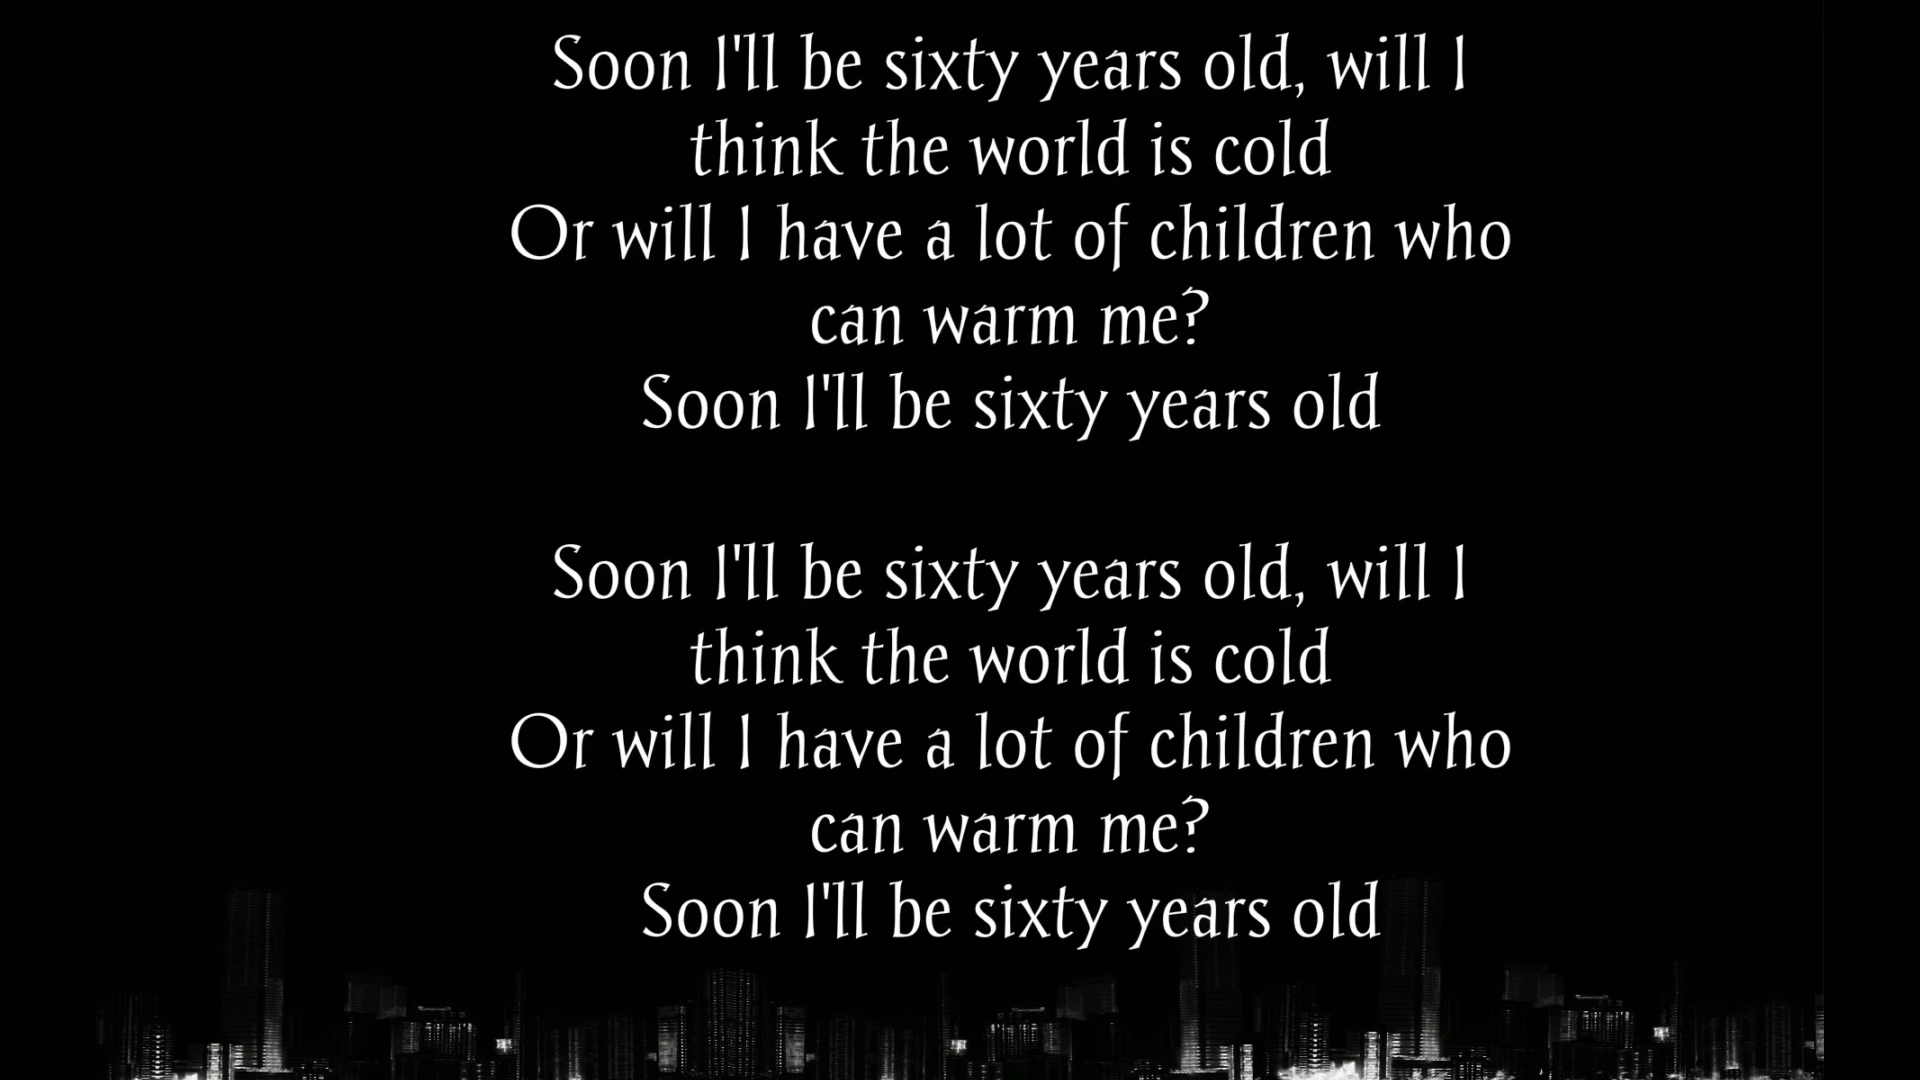 Soon I'll be sixty years old, will I
think the world is cold
Or will I have a lot of children who
can warm me?
Soon I'll be sixty years old

Soon I'll be sixty years old, will I
think the world is cold
Or will I have a lot of children who
can warm me?
Soon I'll be sixty years old